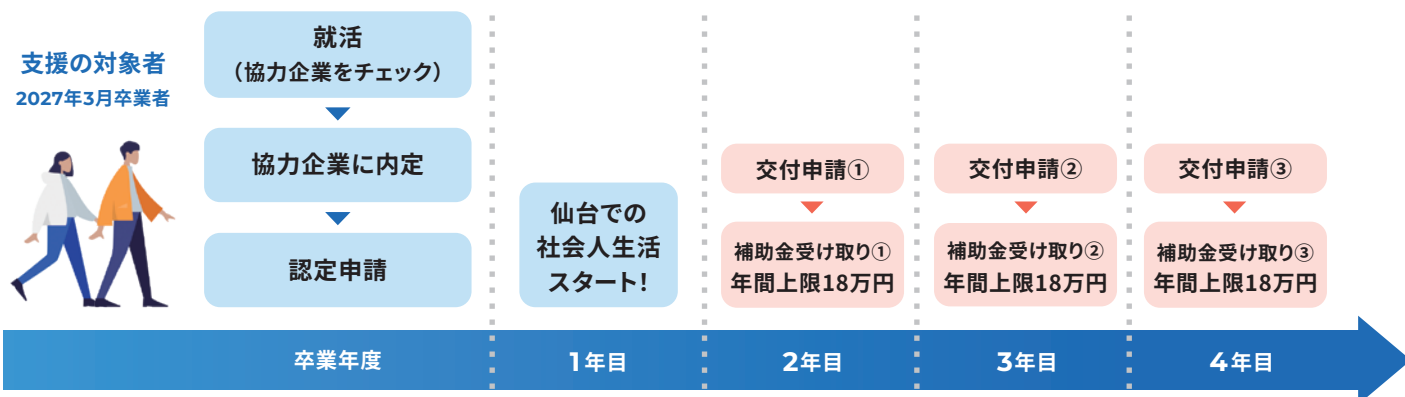 支援の対象者
2027年3月卒業者
就活
（協力企業をチェック）
協力企業に内定
認定申請
仙台での
社会人生活
スタート！
交付申請①
補助金受け取り①
年間上限18万円
交付申請②
補助金受け取り②
年間上限18万円
交付申請③
補助金受け取り③
年間上限18万円
卒業年度
1年目
2年目
3年目
4年目